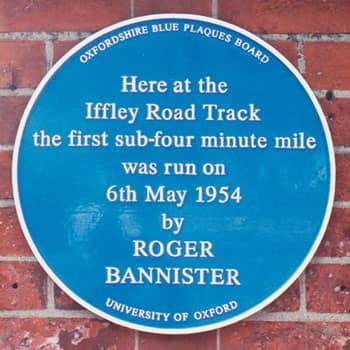 OXFORDSHIRE BLUE PLAQUES BOARD
Here at the
Iffley Road Track
the first sub-four minute mile
was run on
6th May 1954
by
ROGER
BANNISTER
UNIVERSITY OF OXFORD